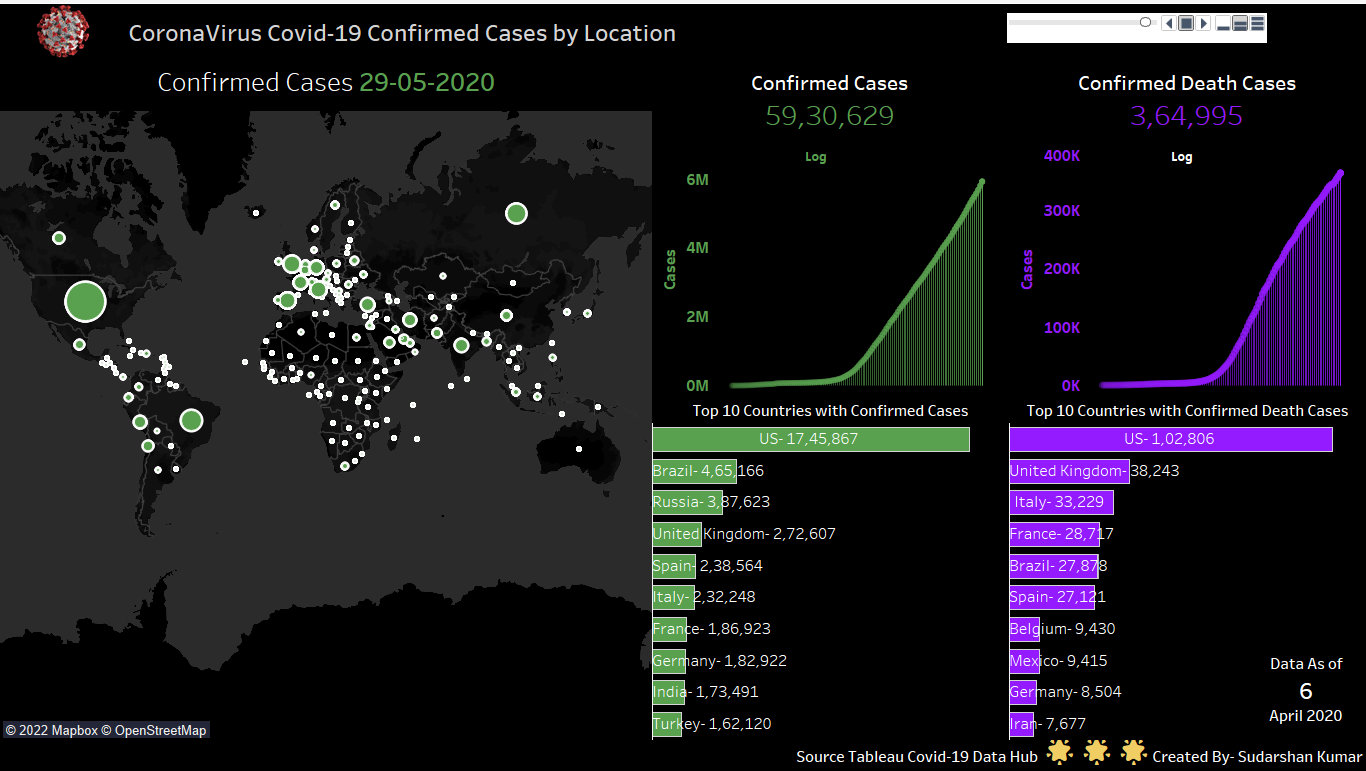 CoronaVirus Covid-19 Confirmed Cases by Location
Confirmed Cases 29-05-2020
Confirmed Cases
59,30,629
Log
6M
4M
2M
0M
Cases
Confirmed Death Cases
3,64,995
Log
400K
300K
200K
100K
0K
Cases
Top 10 Countries with Confirmed Cases
US- 17,45,867
Brazil- 4,65,166
Russia- 3,87,623
United Kingdom- 2,72,607
Spain- 2,38,564
Italy- 2,32,248
France- 1,86,923
Germany- 1,82,922
India- 1,73,491
Turkey- 1,62,120
Top 10 Countries with Confirmed Death Cases
US- 1,02,806
United Kingdom- 38,243
Italy- 33,229
France- 28,717
Brazil- 27,878
Spain- 27,121
Belgium- 9,430
Mexico- 9,415
Germany- 8,504
Iran- 7,677
Data As of
6
April 2020
© 2022 Mapbox © OpenStreetMap
Source Tableau Covid-19 Data Hub
Created By- Sudarshan Kumar